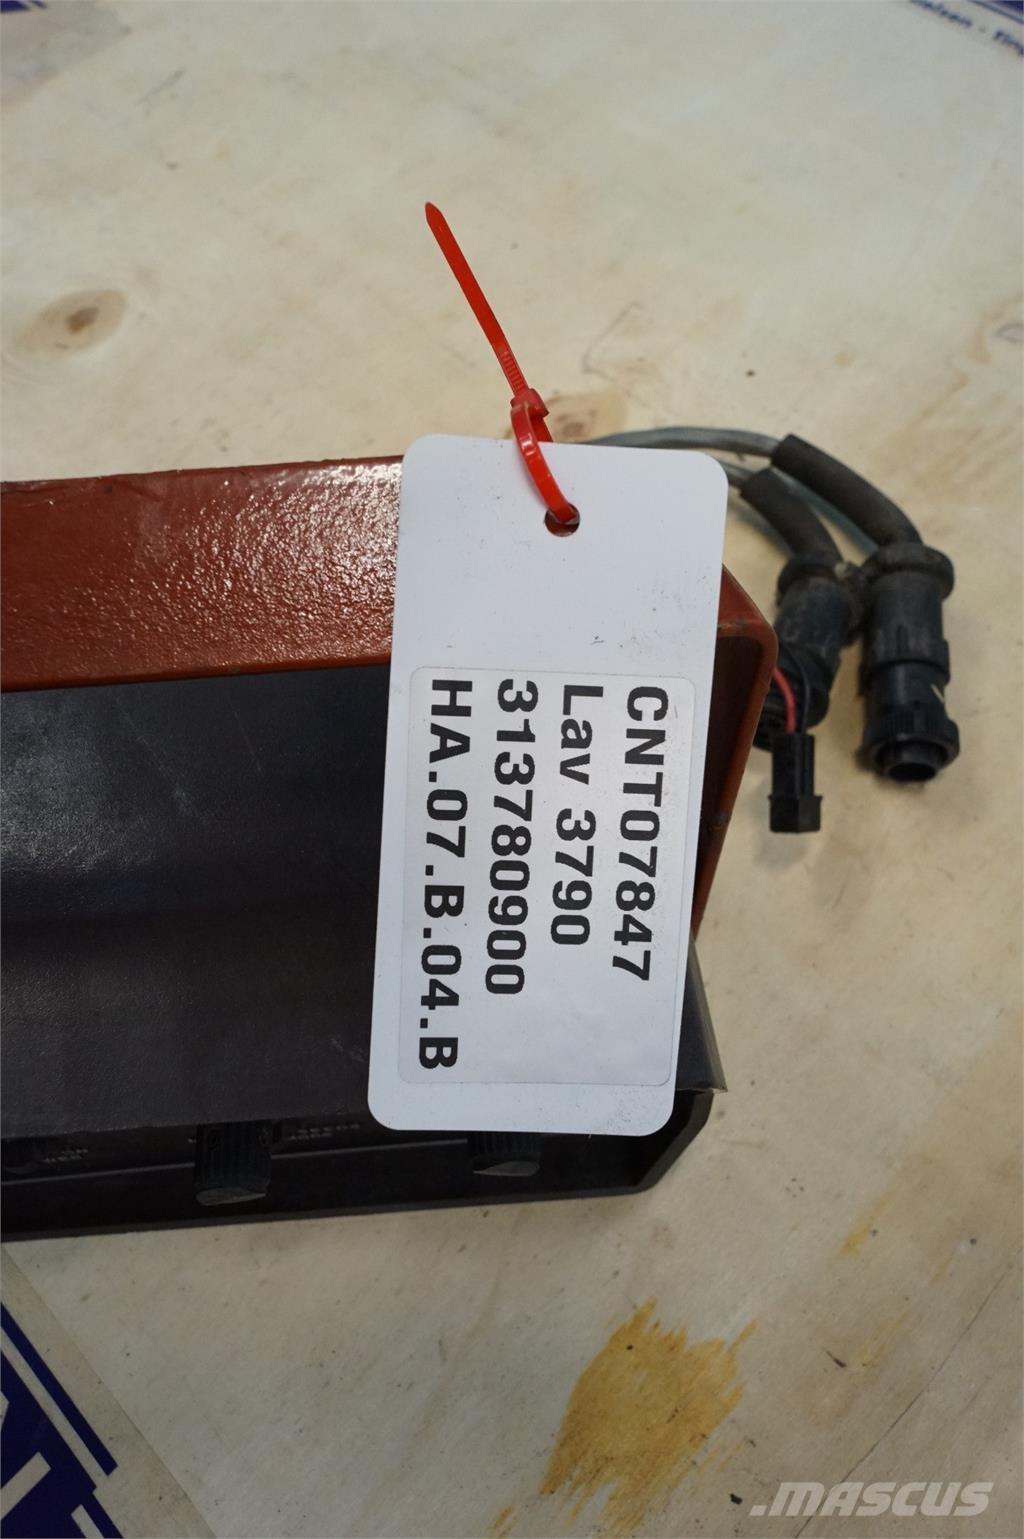 CNT07847
Lav 3790
313780900
HA.07.B.04.B
.MASCUS